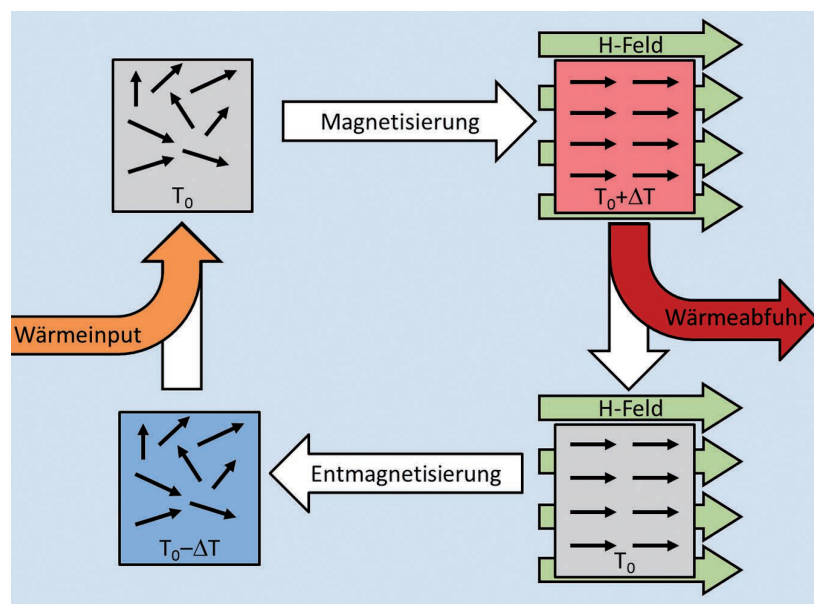 H-Feld
Magnetisierung
T₀
T₀+ΔT
Wärmeinput
Wärmeabfuhr
H-Feld
Entmagnetisierung
T₀−ΔT
T₀